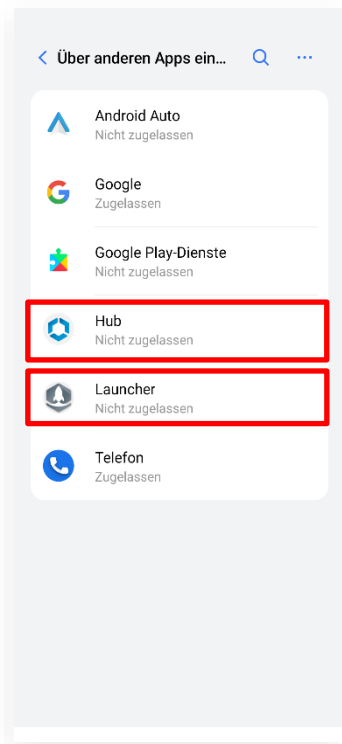 Über anderen Apps ein...
Android Auto
Nicht zugelassen
Google
Zugelassen
Google Play-Dienste
Nicht zugelassen
Hub
Nicht zugelassen
Launcher
Nicht zugelassen
Telefon
Zugelassen